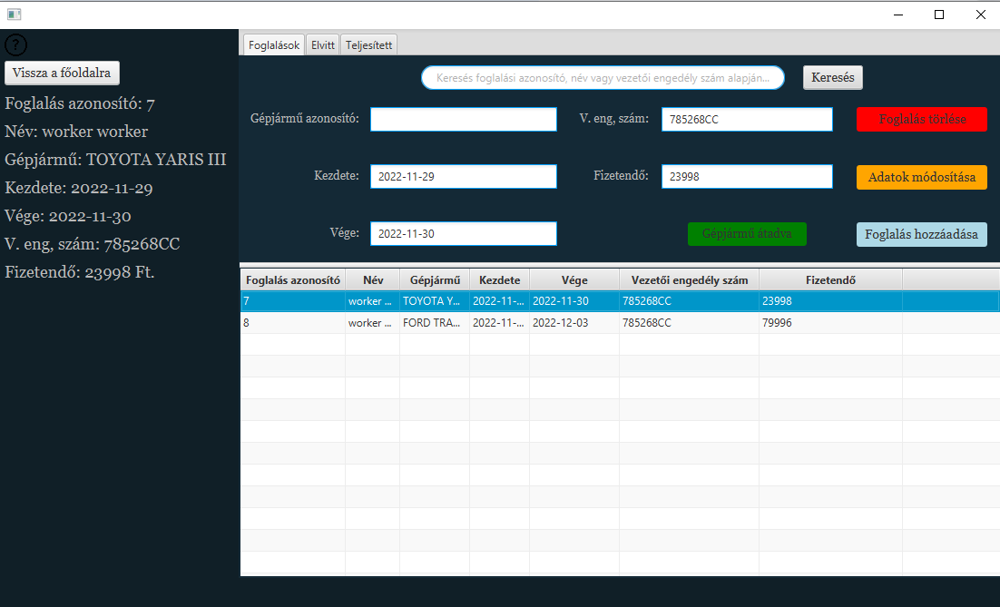 ?
Vissza a főoldalra
Foglalás azonosító: 7
Név: worker worker
Gépjármű: TOYOTA YARIS III
Kezdete: 2022-11-29
Vége: 2022-11-30
V. eng, szám: 785268CC
Fizetendő: 23998 Ft.
Foglalások Elvitt Teljesített
Keresés foglalási azonosító, név vagy vezetői engedély szám alapján... Keresés
Gépjármű azonosító: V. eng, szám: 785268CC Foglalás törlése
Kezdete: 2022-11-29 Fizetendő: 23998 Adatok módosítása
Vége: 2022-11-30 Gépjármű átadva Foglalás hozzáadása
Foglalás azonosító Név Gépjármű Kezdete Vége Vezetői engedély szám Fizetendő
7 worker ... TOYOTA Y... 2022-11-... 2022-11-30 785268CC 23998
8 worker ... FORD TRA... 2022-11-... 2022-12-03 785268CC 79996